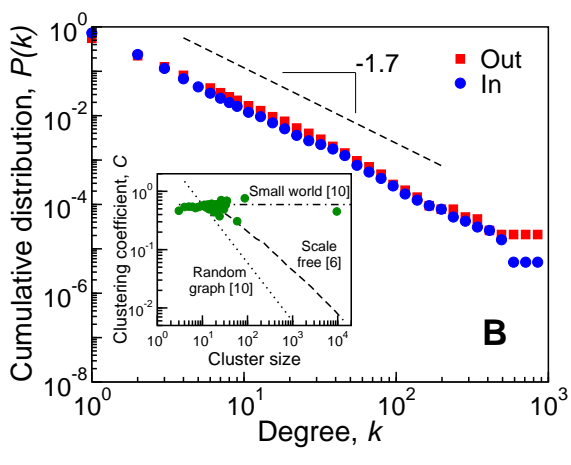 Cumulative distribution, P(k)
10^0
10^-2
10^-4
10^-6
10^-8
10^0
10^1
10^2
10^3
Degree, k
-1.7
Out
In
B
Clustering coefficient, C
10^0
10^-1
10^-2
10^0
10^1
10^2
10^3
10^4
Cluster size
Small world [10]
Scale
free [6]
Random
graph [10]